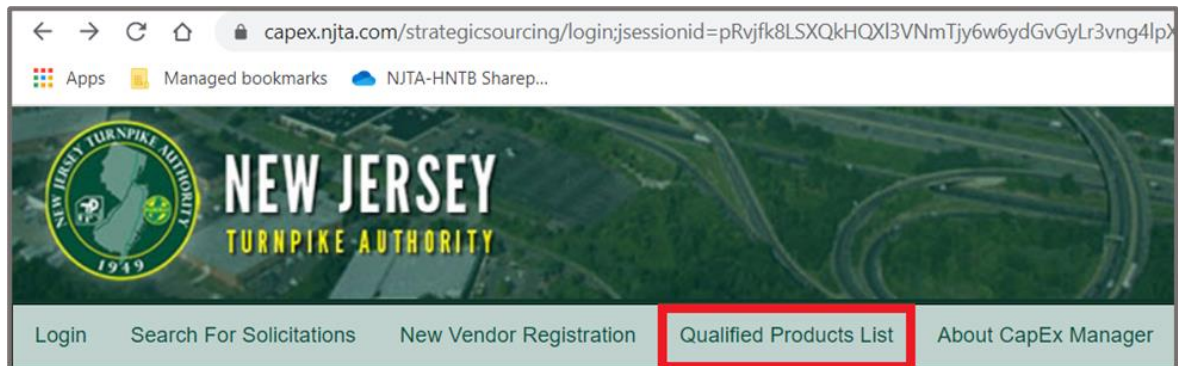 capex.njta.com/strategicsourcing/login;jsessionid=pRvjfk8LSXQkHQXl3VNmTjy6w6ydGvGyLr3vng4lpX
Apps Managed bookmarks NJTA-HNTB Sharep...
NEW JERSEY TURNPIKE AUTHORITY
1949
NEW JERSEY
TURNPIKE AUTHORITY
Login Search For Solicitations New Vendor Registration Qualified Products List About CapEx Manager